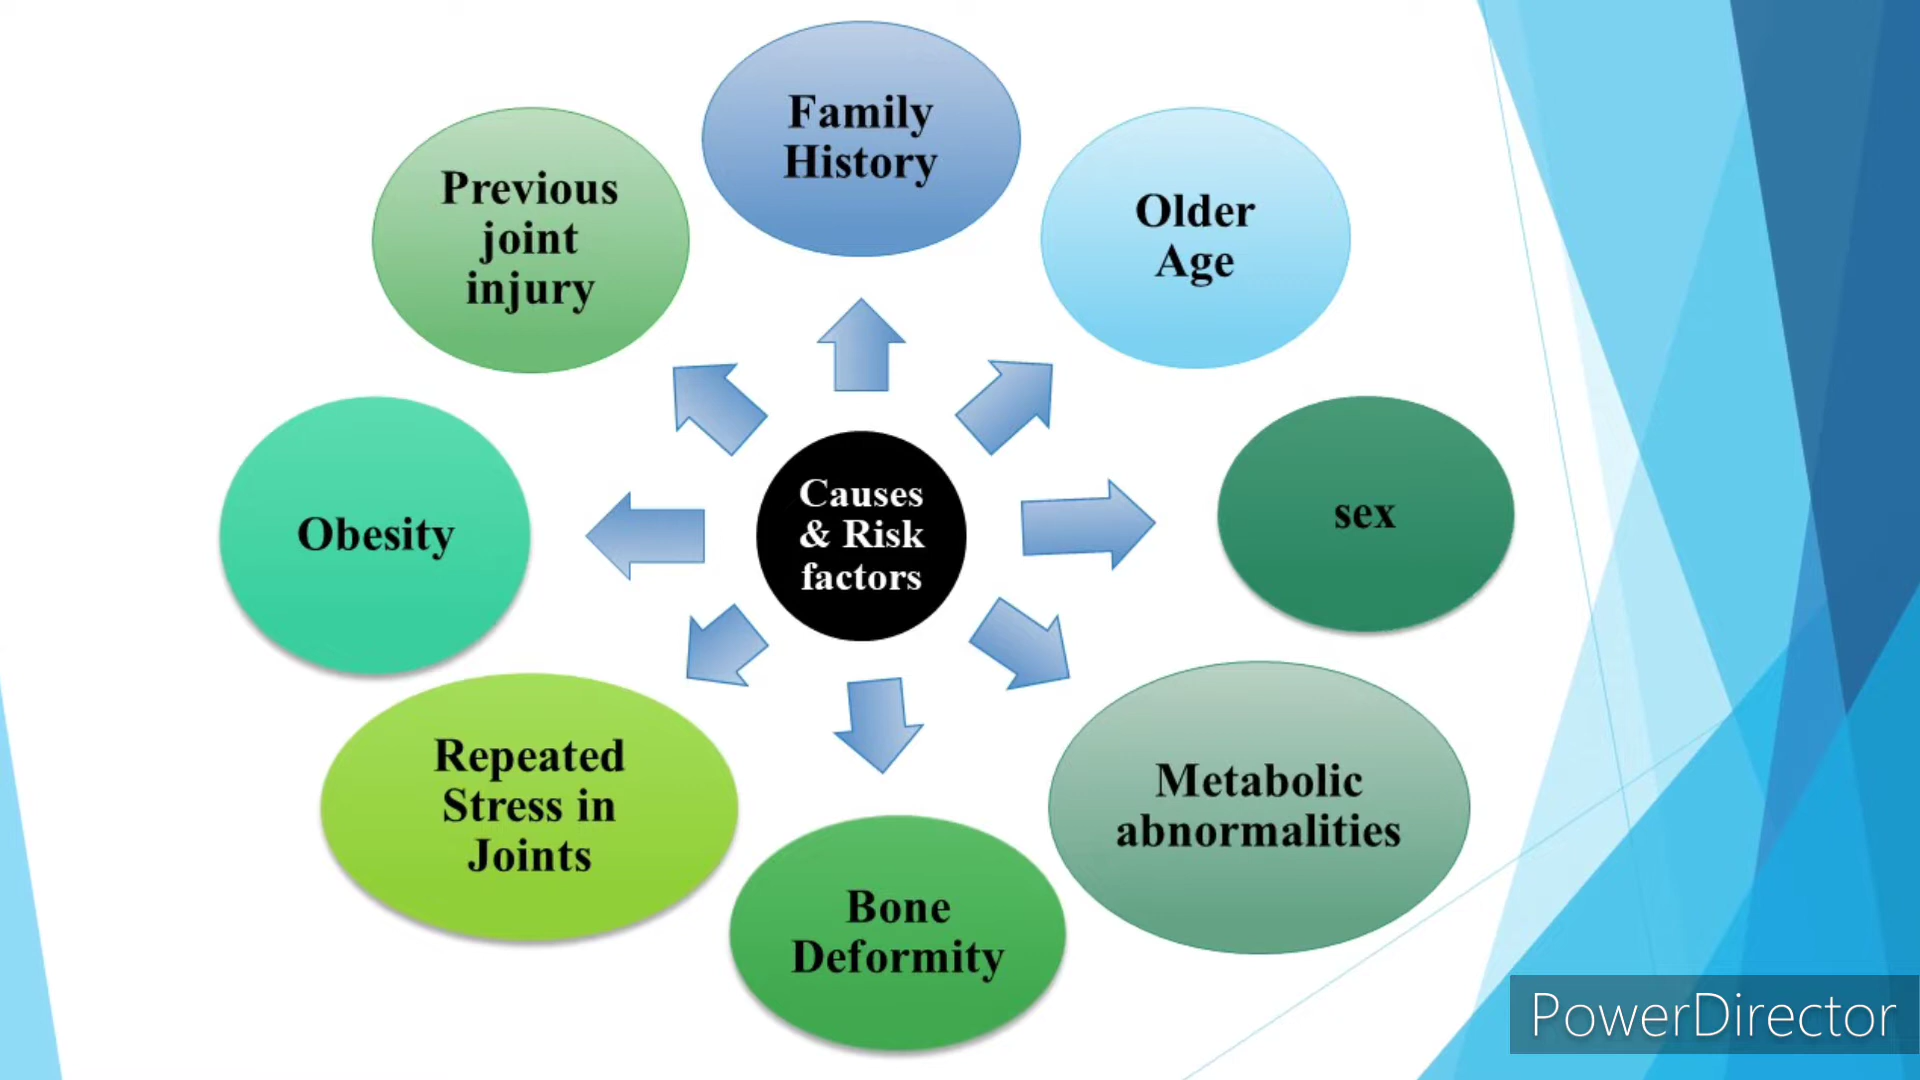 Family
History
Older
Age
sex
Metabolic
abnormalities
Bone
Deformity
Repeated
Stress in
Joints
Obesity
Previous
joint
injury
Causes
& Risk
factors
PowerDirector